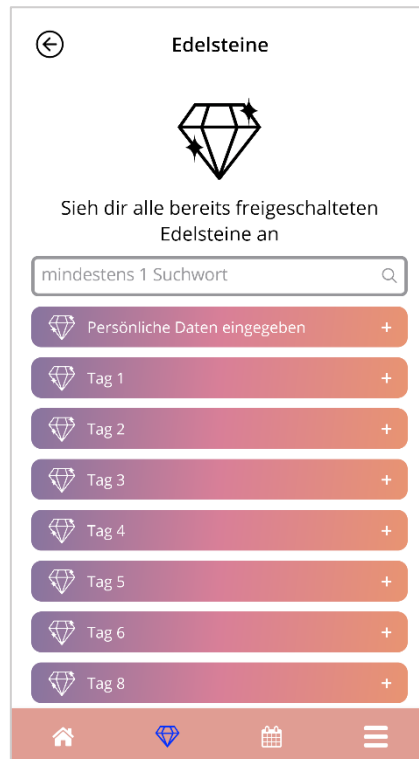 Edelsteine
Sieh dir alle bereits freigeschalteten
Edelsteine an
mindestens 1 Suchwort
Persönliche Daten eingegeben +
Tag 1 +
Tag 2 +
Tag 3 +
Tag 4 +
Tag 5 +
Tag 6 +
Tag 8 +